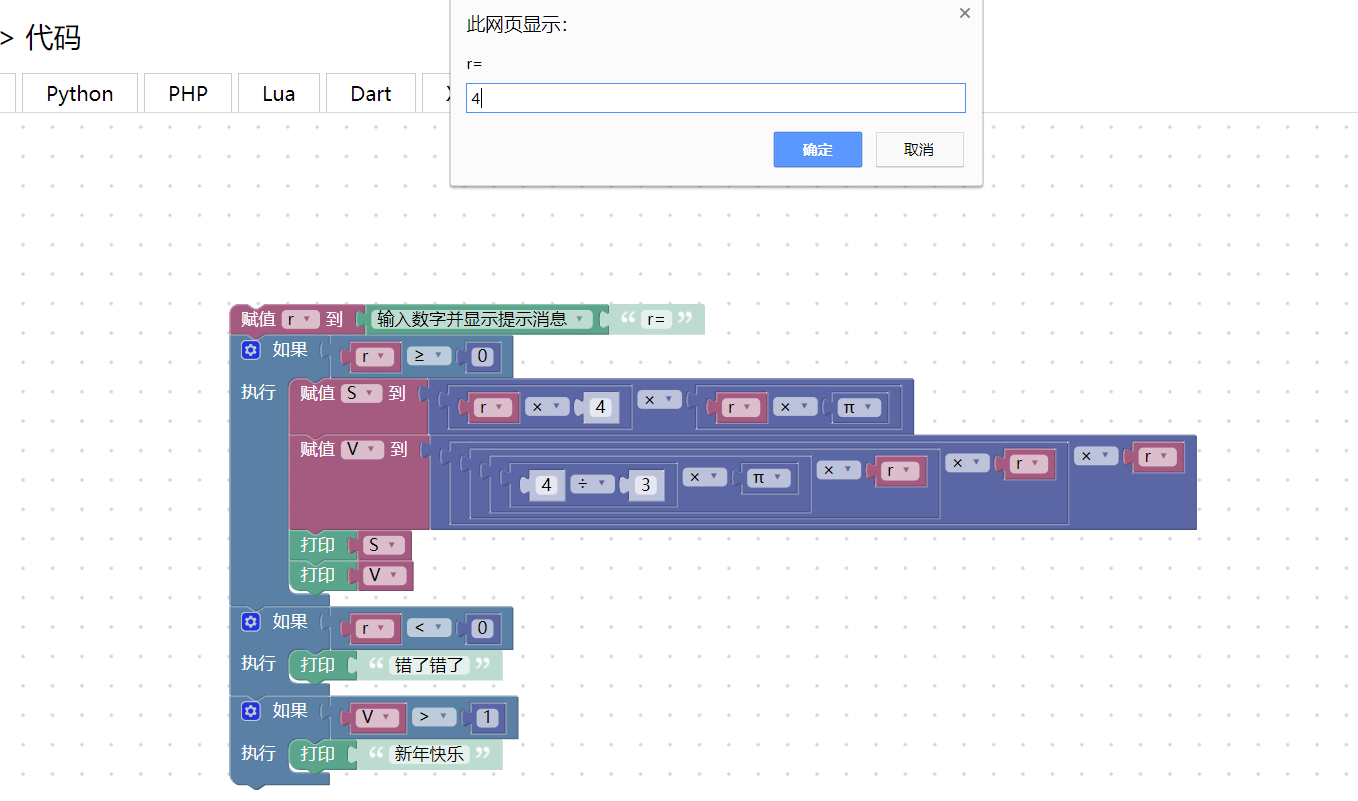 > 代码
Python
PHP
Lua
Dart
此网页显示：
r=
4
确定
取消
赋值 r 到 输入数字并显示提示消息 “ r= ”
如果 r ≥ 0
执行 赋值 S 到 r × 4 × r × π
赋值 V 到 4 ÷ 3 × π × r × r × r
打印 S
打印 V
如果 r < 0
执行 打印 “ 错了错了 ”
如果 V > 1
执行 打印 “ 新年快乐 ”